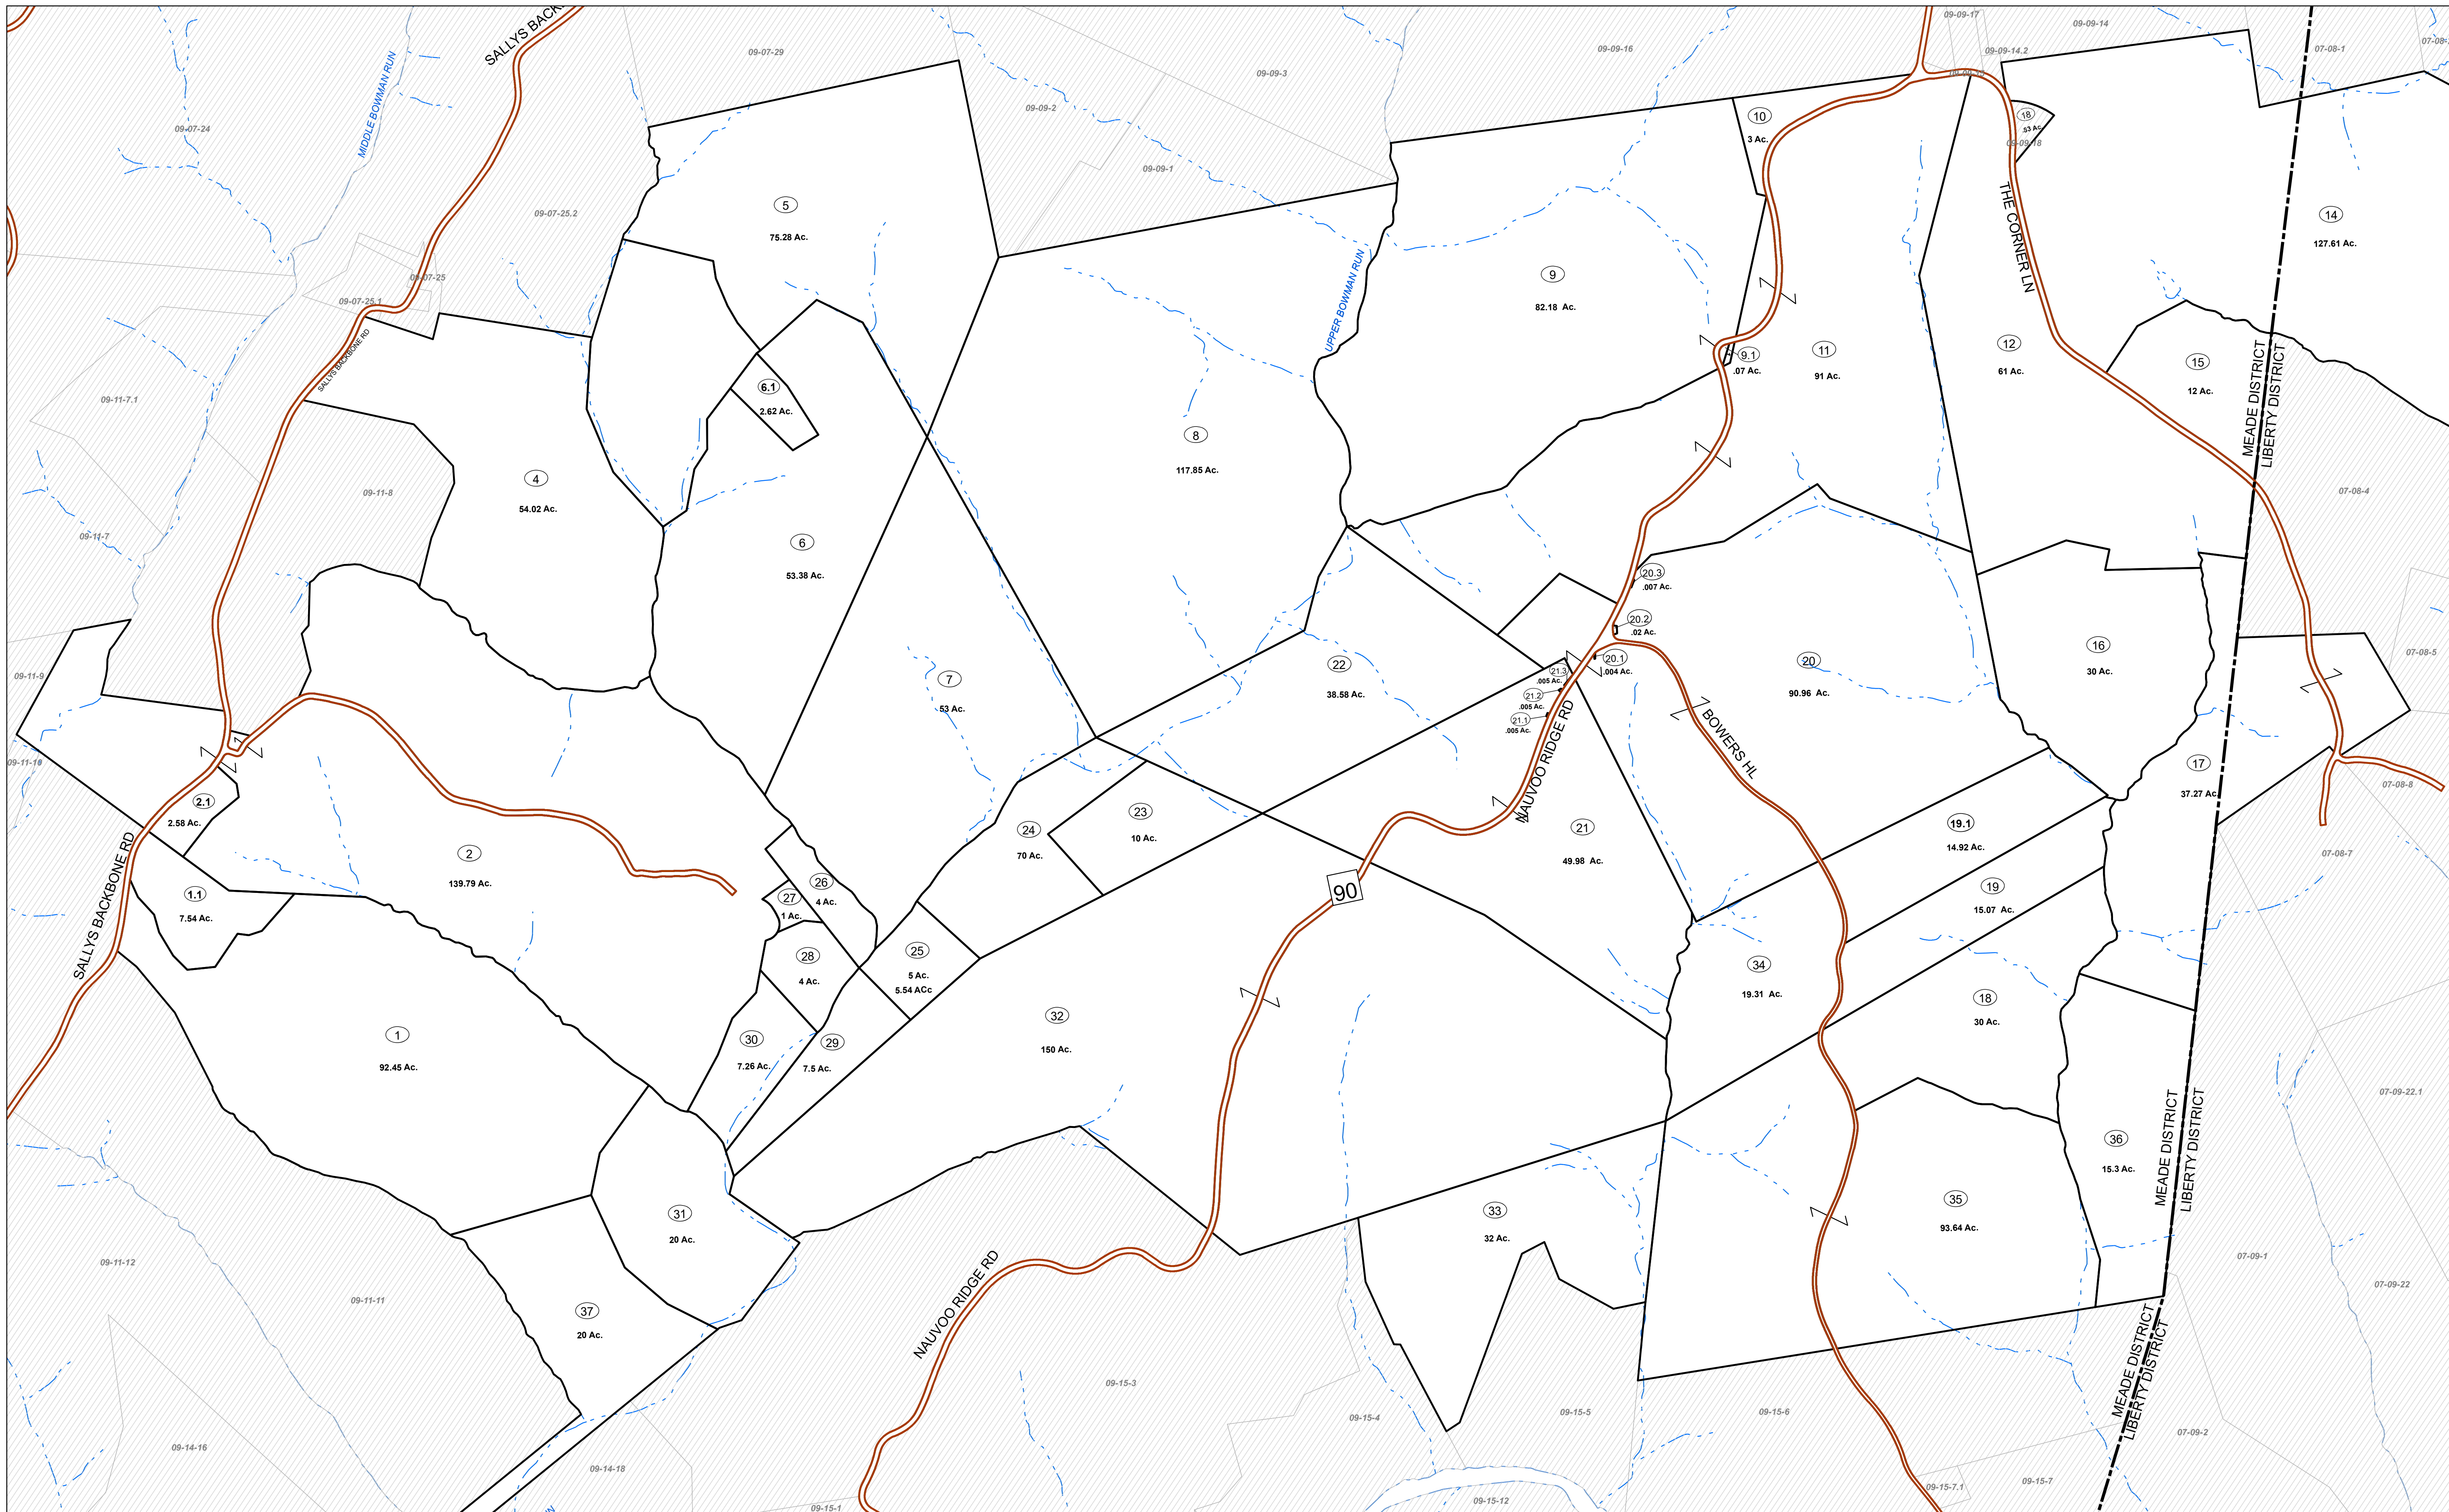 SALLYS BACK
09-07-29
09-09-16
09-09-17
09-09-14
09-09-14.2
07-08-1
MIDDLE BOWMAN RUN
09-09-3
09-09-2
09-07-24
10
3 Ac.
18
.53 Ac.
09-09-18
09-09-1
5
75.28 Ac.
09-07-25.2
THE CORNER LN
14
127.61 Ac.
09-07-25
09-07-25.1
UPPER BOWMAN RUN
9
82.18 Ac.
SALLYS BACKBONE RD
9.1
.07 Ac.
11
91 Ac.
12
61 Ac.
15
12 Ac.
MEADE DISTRICT
LIBERTY DISTRICT
6.1
2.62 Ac.
09-11-7.1
8
117.85 Ac.
4
54.02 Ac.
09-11-8
07-08-4
09-11-7
6
53.38 Ac.
20.3
.007 Ac.
20.2
.02 Ac.
20.1
.004 Ac.
20
90.96 Ac.
16
30 Ac.
07-08-5
22
38.58 Ac.
21.3
.005 Ac.
21.2
.005 Ac.
21.1
.005 Ac.
09-11-9
7
53 Ac.
NAUVOO RIDGE RD
BOWERS HL
09-11-10
17
37.27 Ac.
07-08-8
2.1
2.58 Ac.
23
10 Ac.
24
70 Ac.
21
49.98 Ac.
19.1
14.92 Ac.
07-08-7
2
139.79 Ac.
SALLYS BACKBONE RD
1.1
7.54 Ac.
26
4 Ac.
27
1 Ac.
90
19
15.07 Ac.
25
5 Ac.
5.54 ACc
28
4 Ac.
34
19.31 Ac.
18
30 Ac.
1
92.45 Ac.
32
150 Ac.
30
7.26 Ac.
29
7.5 Ac.
07-09-22.1
MEADE DISTRICT
LIBERTY DISTRICT
36
15.3 Ac.
31
20 Ac.
33
32 Ac.
35
93.64 Ac.
09-11-12
07-09-1
07-09-22
09-11-11
NAUVOO RIDGE RD
37
20 Ac.
MEADE DISTRICT
LIBERTY DISTRICT
09-15-3
09-15-4
09-15-5
09-15-6
07-09-2
09-14-16
09-14-18
09-15-7.1
09-15-7
09-15-12
09-15-1